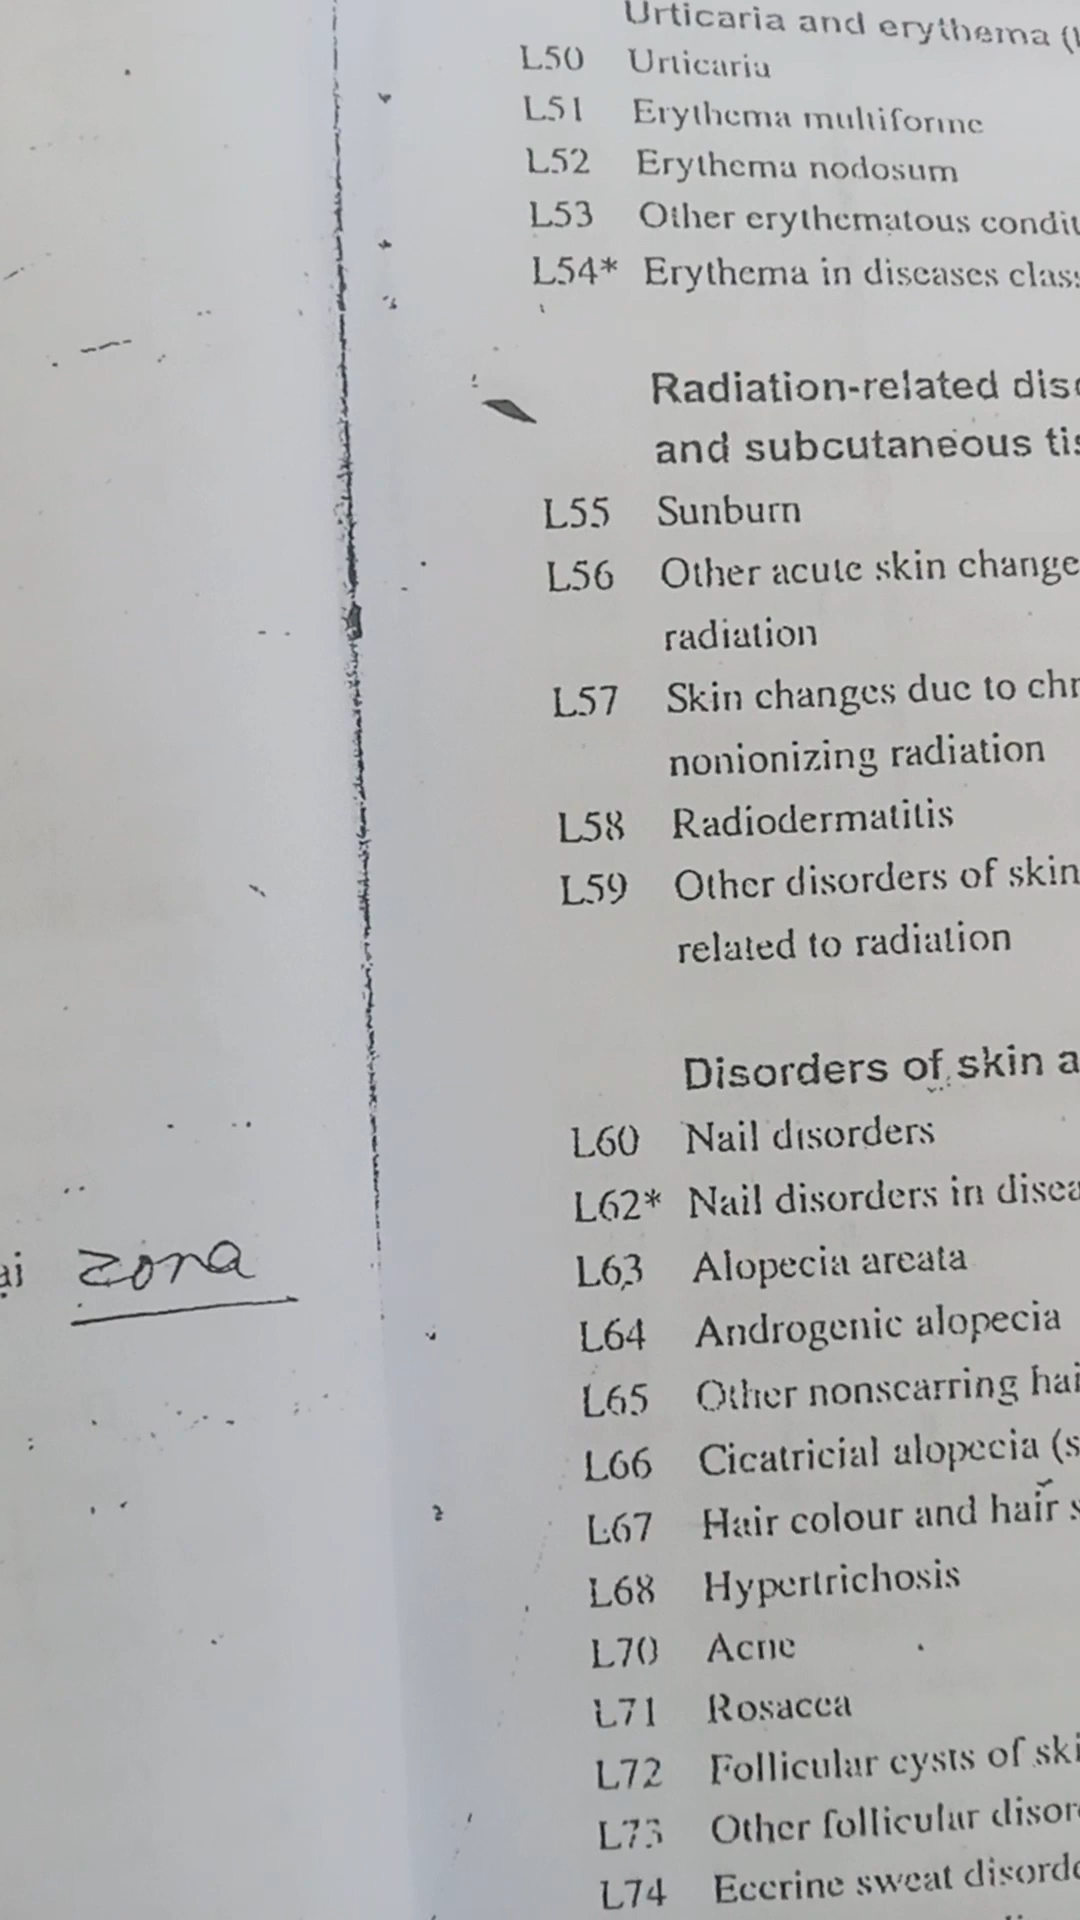 ại zona
Urticaria and erythema (
L50 Urticaria
L51 Erythema multiforme
L52 Erythema nodosum
L53 Other erythematous condit
L54* Erythema in diseases clas
Radiation-related dis
and subcutaneous tis
L55 Sunburn
L56 Other acute skin change
radiation
L57 Skin changes due to chr
nonionizing radiation
L58 Radiodermatitis
L59 Other disorders of skin
related to radiation
Disorders of skin a
L60 Nail disorders
L62* Nail disorders in disea
L63 Alopecia areata
L64 Androgenic alopecia
L65 Other nonscarring hai
L66 Cicatricial alopecia (s
L67 Hair colour and hair s
L68 Hypertrichosis
L70 Acne
L71 Rosacea
L72 Follicular cysts of ski
L73 Other follicular disor
L74 Eccrine sweat disorde